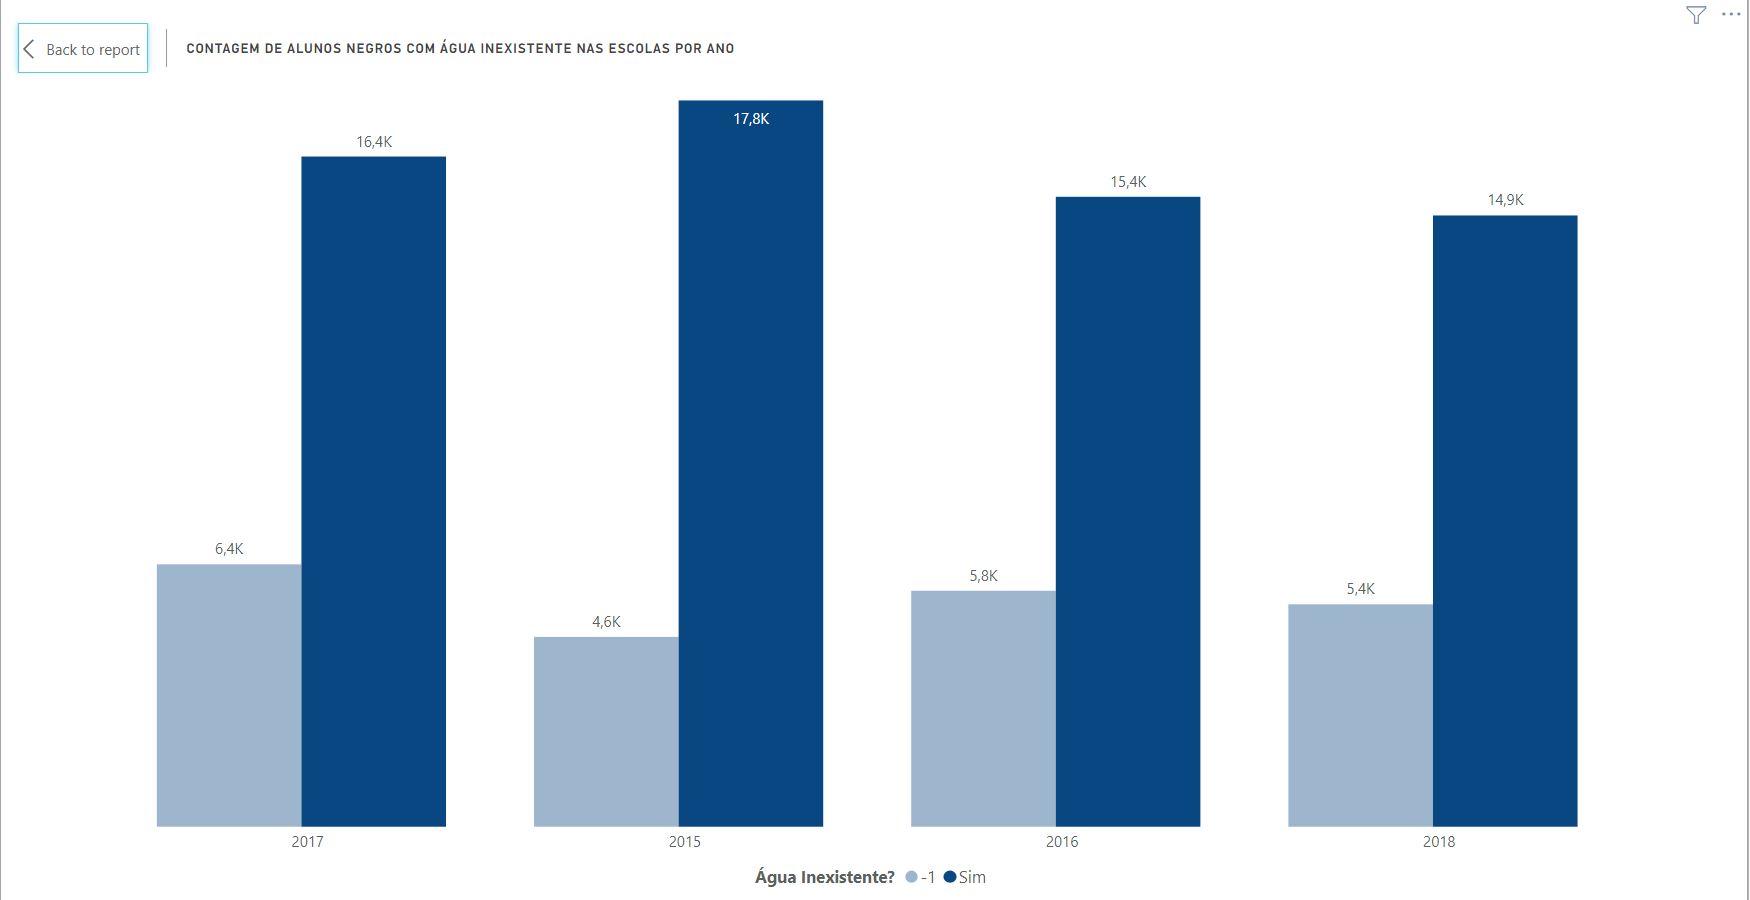 Back to report
CONTAGEM DE ALUNOS NEGROS COM ÁGUA INEXISTENTE NAS ESCOLAS POR ANO
16,4K
17,8K
15,4K
14,9K
6,4K
4,6K
5,8K
5,4K
2017
2015
2016
2018
Água Inexistente? -1 Sim